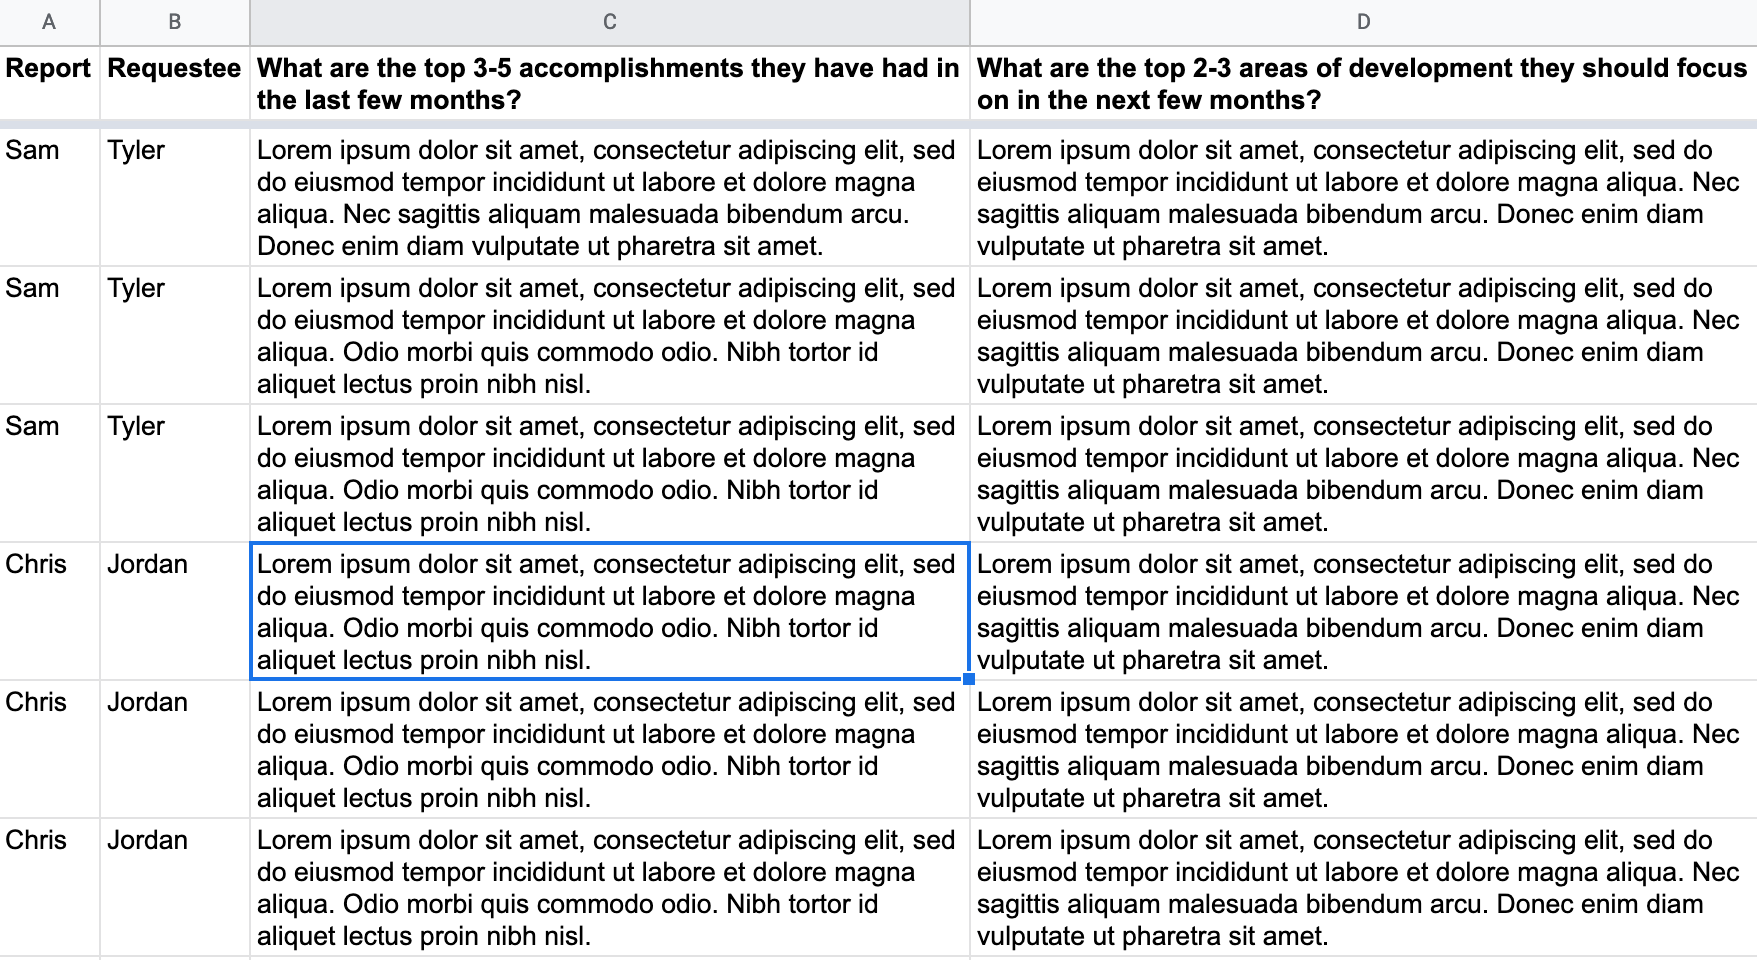 A B C D
Report Requestee What are the top 3-5 accomplishments they have had in What are the top 2-3 areas of development they should focus
the last few months? on in the next few months?
Sam Tyler Lorem ipsum dolor sit amet, consectetur adipiscing elit, sed Lorem ipsum dolor sit amet, consectetur adipiscing elit, sed do
do eiusmod tempor incididunt ut labore et dolore magna eiusmod tempor incididunt ut labore et dolore magna aliqua. Nec
aliqua. Nec sagittis aliquam malesuada bibendum arcu. sagittis aliquam malesuada bibendum arcu. Donec enim diam
Donec enim diam vulputate ut pharetra sit amet. vulputate ut pharetra sit amet.
Sam Tyler Lorem ipsum dolor sit amet, consectetur adipiscing elit, sed Lorem ipsum dolor sit amet, consectetur adipiscing elit, sed do
do eiusmod tempor incididunt ut labore et dolore magna eiusmod tempor incididunt ut labore et dolore magna aliqua. Nec
aliqua. Odio morbi quis commodo odio. Nibh tortor id sagittis aliquam malesuada bibendum arcu. Donec enim diam
aliquet lectus proin nibh nisl. vulputate ut pharetra sit amet.
Sam Tyler Lorem ipsum dolor sit amet, consectetur adipiscing elit, sed Lorem ipsum dolor sit amet, consectetur adipiscing elit, sed do
do eiusmod tempor incididunt ut labore et dolore magna eiusmod tempor incididunt ut labore et dolore magna aliqua. Nec
aliqua. Odio morbi quis commodo odio. Nibh tortor id sagittis aliquam malesuada bibendum arcu. Donec enim diam
aliquet lectus proin nibh nisl. vulputate ut pharetra sit amet.
Chris Jordan Lorem ipsum dolor sit amet, consectetur adipiscing elit, sed Lorem ipsum dolor sit amet, consectetur adipiscing elit, sed do
do eiusmod tempor incididunt ut labore et dolore magna eiusmod tempor incididunt ut labore et dolore magna aliqua. Nec
aliqua. Odio morbi quis commodo odio. Nibh tortor id sagittis aliquam malesuada bibendum arcu. Donec enim diam
aliquet lectus proin nibh nisl. vulputate ut pharetra sit amet.
Chris Jordan Lorem ipsum dolor sit amet, consectetur adipiscing elit, sed Lorem ipsum dolor sit amet, consectetur adipiscing elit, sed do
do eiusmod tempor incididunt ut labore et dolore magna eiusmod tempor incididunt ut labore et dolore magna aliqua. Nec
aliqua. Odio morbi quis commodo odio. Nibh tortor id sagittis aliquam malesuada bibendum arcu. Donec enim diam
aliquet lectus proin nibh nisl. vulputate ut pharetra sit amet.
Chris Jordan Lorem ipsum dolor sit amet, consectetur adipiscing elit, sed Lorem ipsum dolor sit amet, consectetur adipiscing elit, sed do
do eiusmod tempor incididunt ut labore et dolore magna eiusmod tempor incididunt ut labore et dolore magna aliqua. Nec
aliqua. Odio morbi quis commodo odio. Nibh tortor id sagittis aliquam malesuada bibendum arcu. Donec enim diam
aliquet lectus proin nibh nisl. vulputate ut pharetra sit amet.